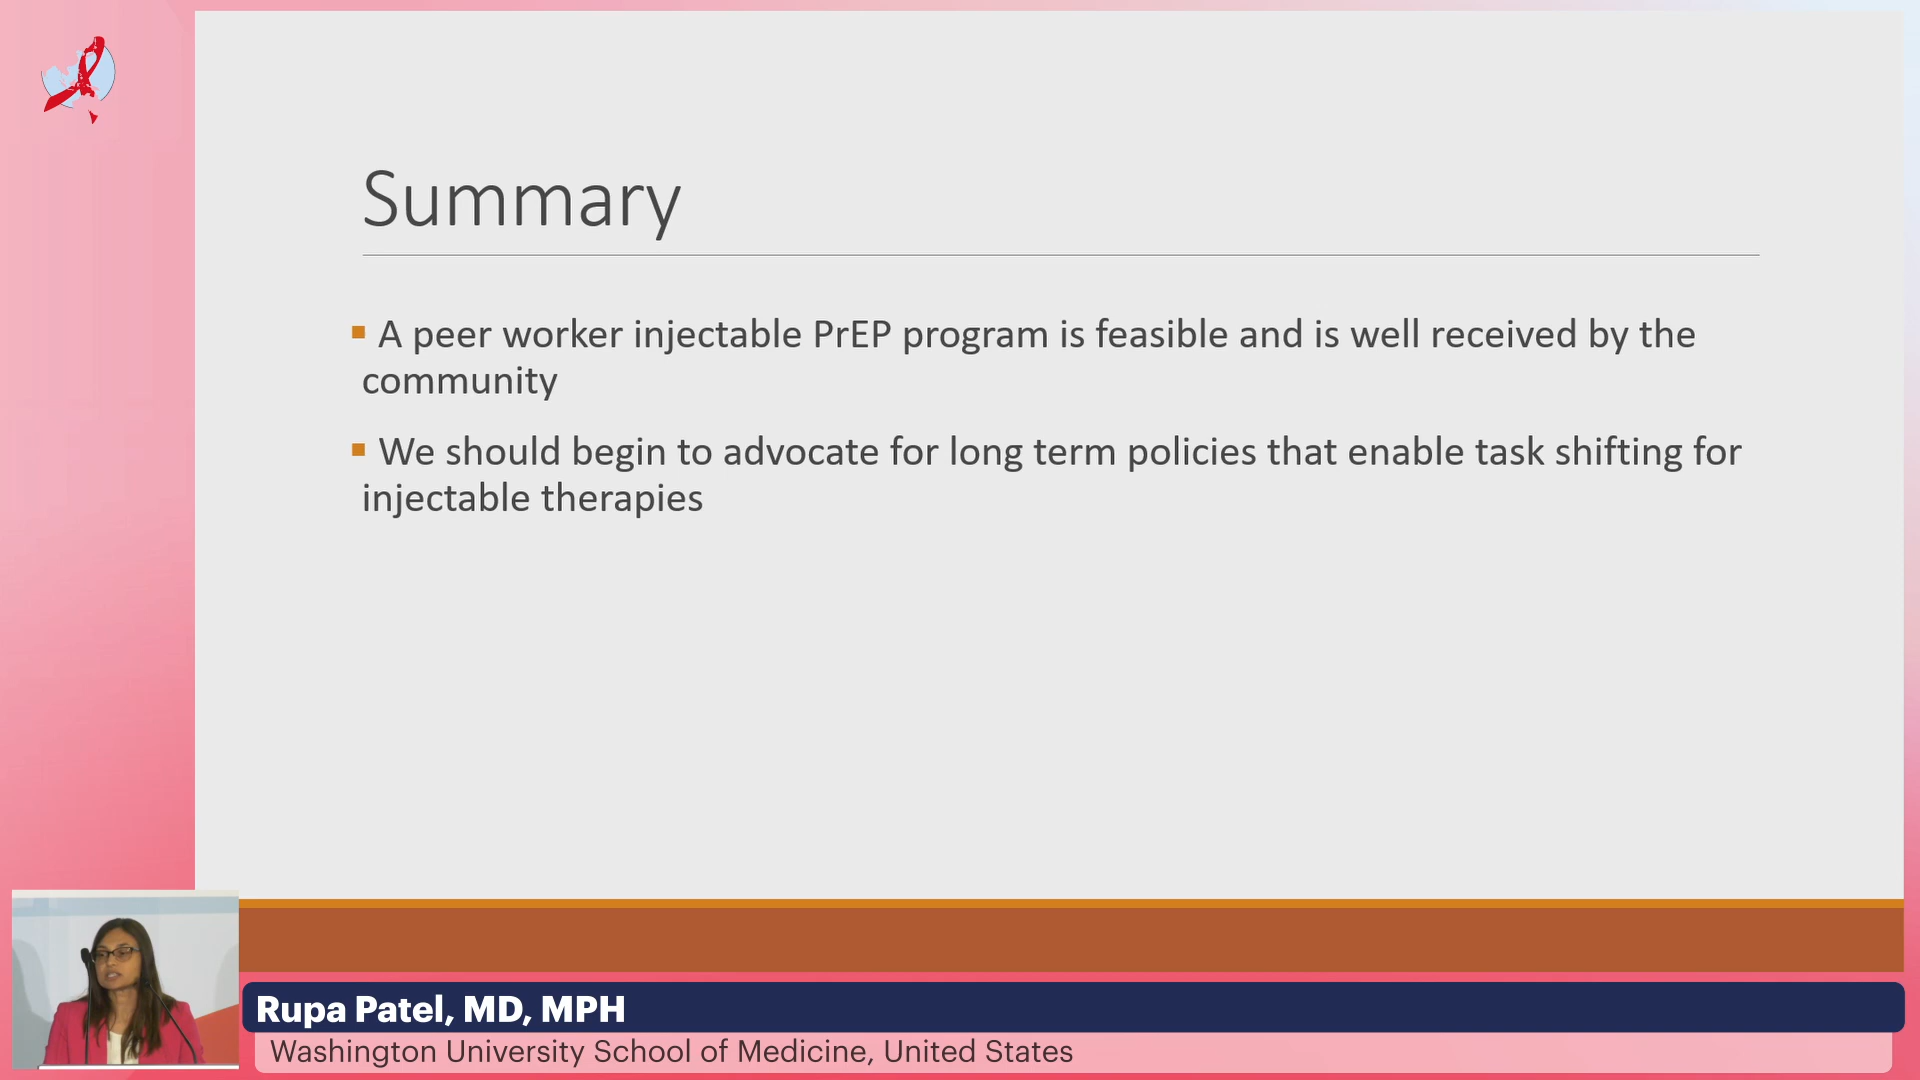 Summary
▪ A peer worker injectable PrEP program is feasible and is well received by the
community
▪ We should begin to advocate for long term policies that enable task shifting for
injectable therapies
Rupa Patel, MD, MPH
Washington University School of Medicine, United States